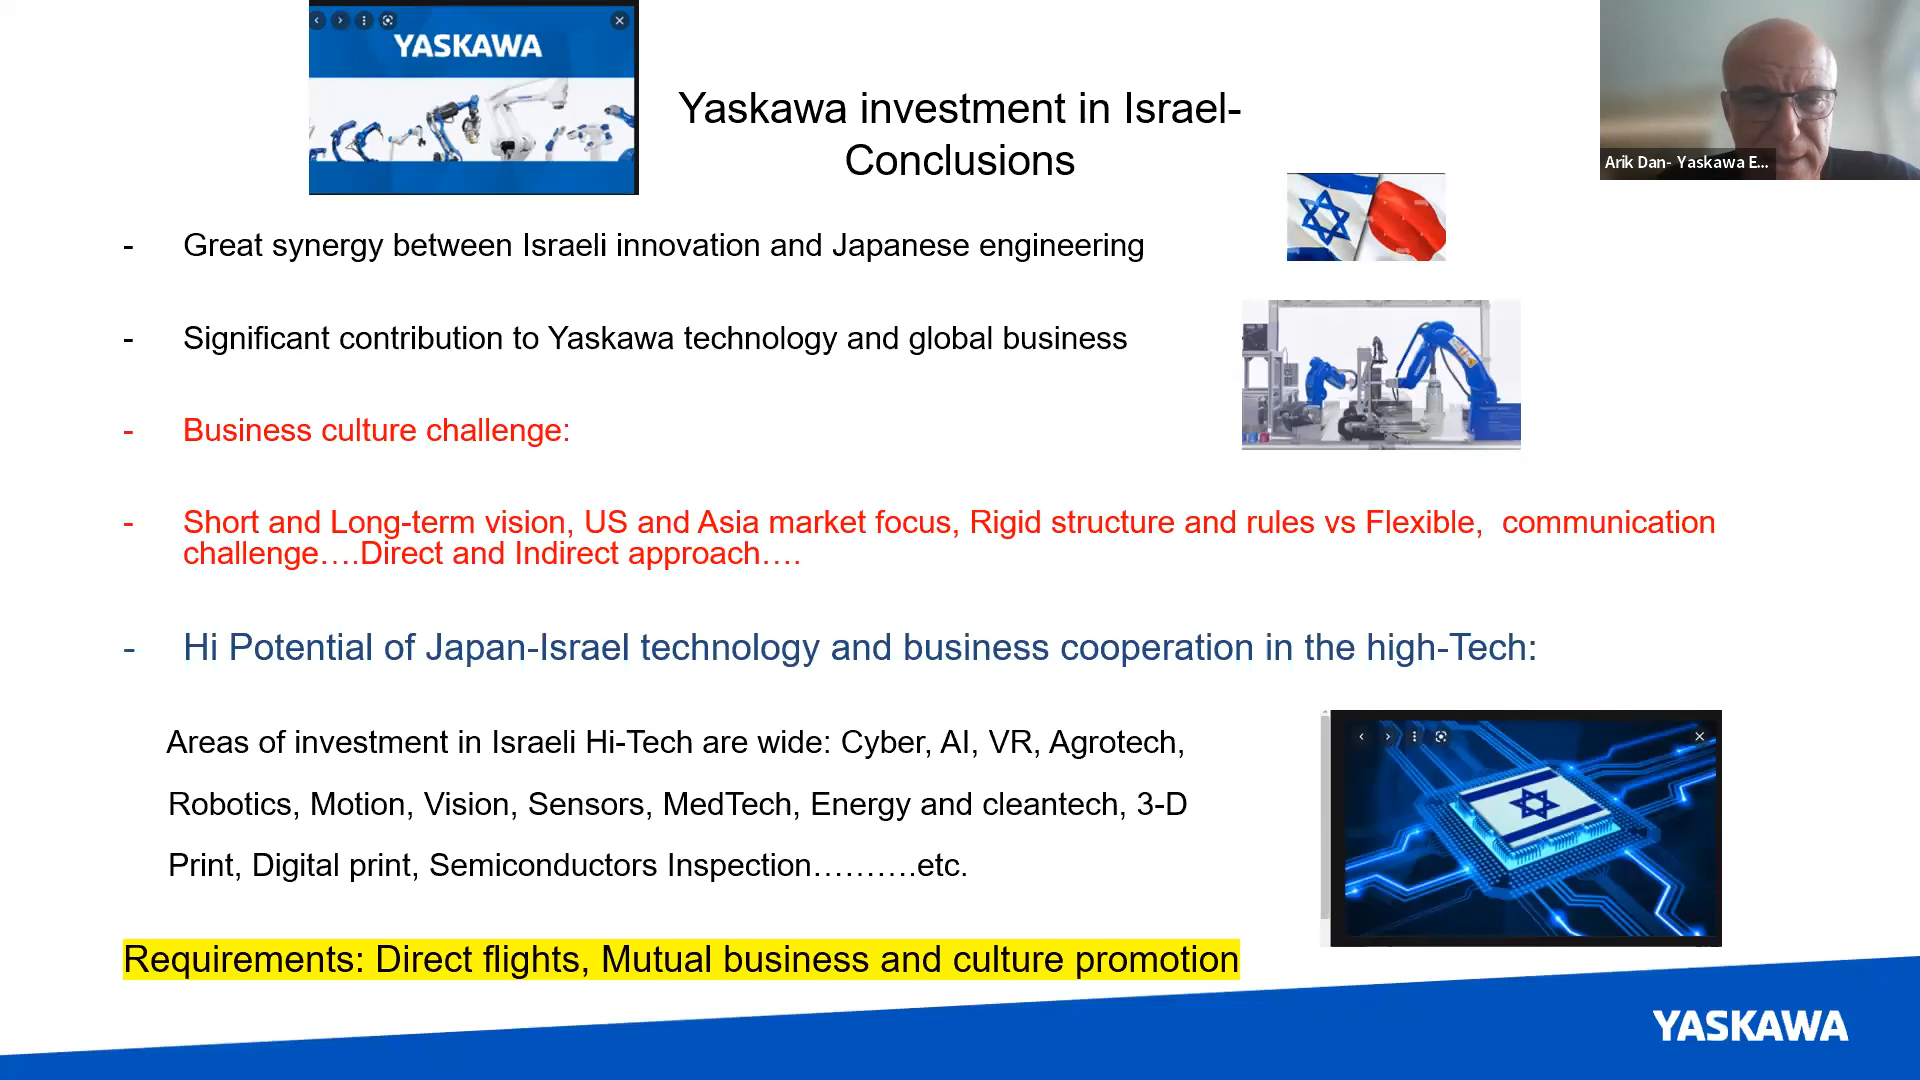 YASKAWA
Yaskawa investment in Israel-
Conclusions
Arik Dan- Yaskawa E...
- Great synergy between Israeli innovation and Japanese engineering
- Significant contribution to Yaskawa technology and global business
- Business culture challenge:
- Short and Long-term vision, US and Asia market focus, Rigid structure and rules vs Flexible,  communication
challenge….Direct and Indirect approach….
- Hi Potential of Japan-Israel technology and business cooperation in the high-Tech:
Areas of investment in Israeli Hi-Tech are wide: Cyber, AI, VR, Agrotech,
Robotics, Motion, Vision, Sensors, MedTech, Energy and cleantech, 3-D
Print, Digital print, Semiconductors Inspection……….etc.
Requirements: Direct flights, Mutual business and culture promotion
YASKAWA